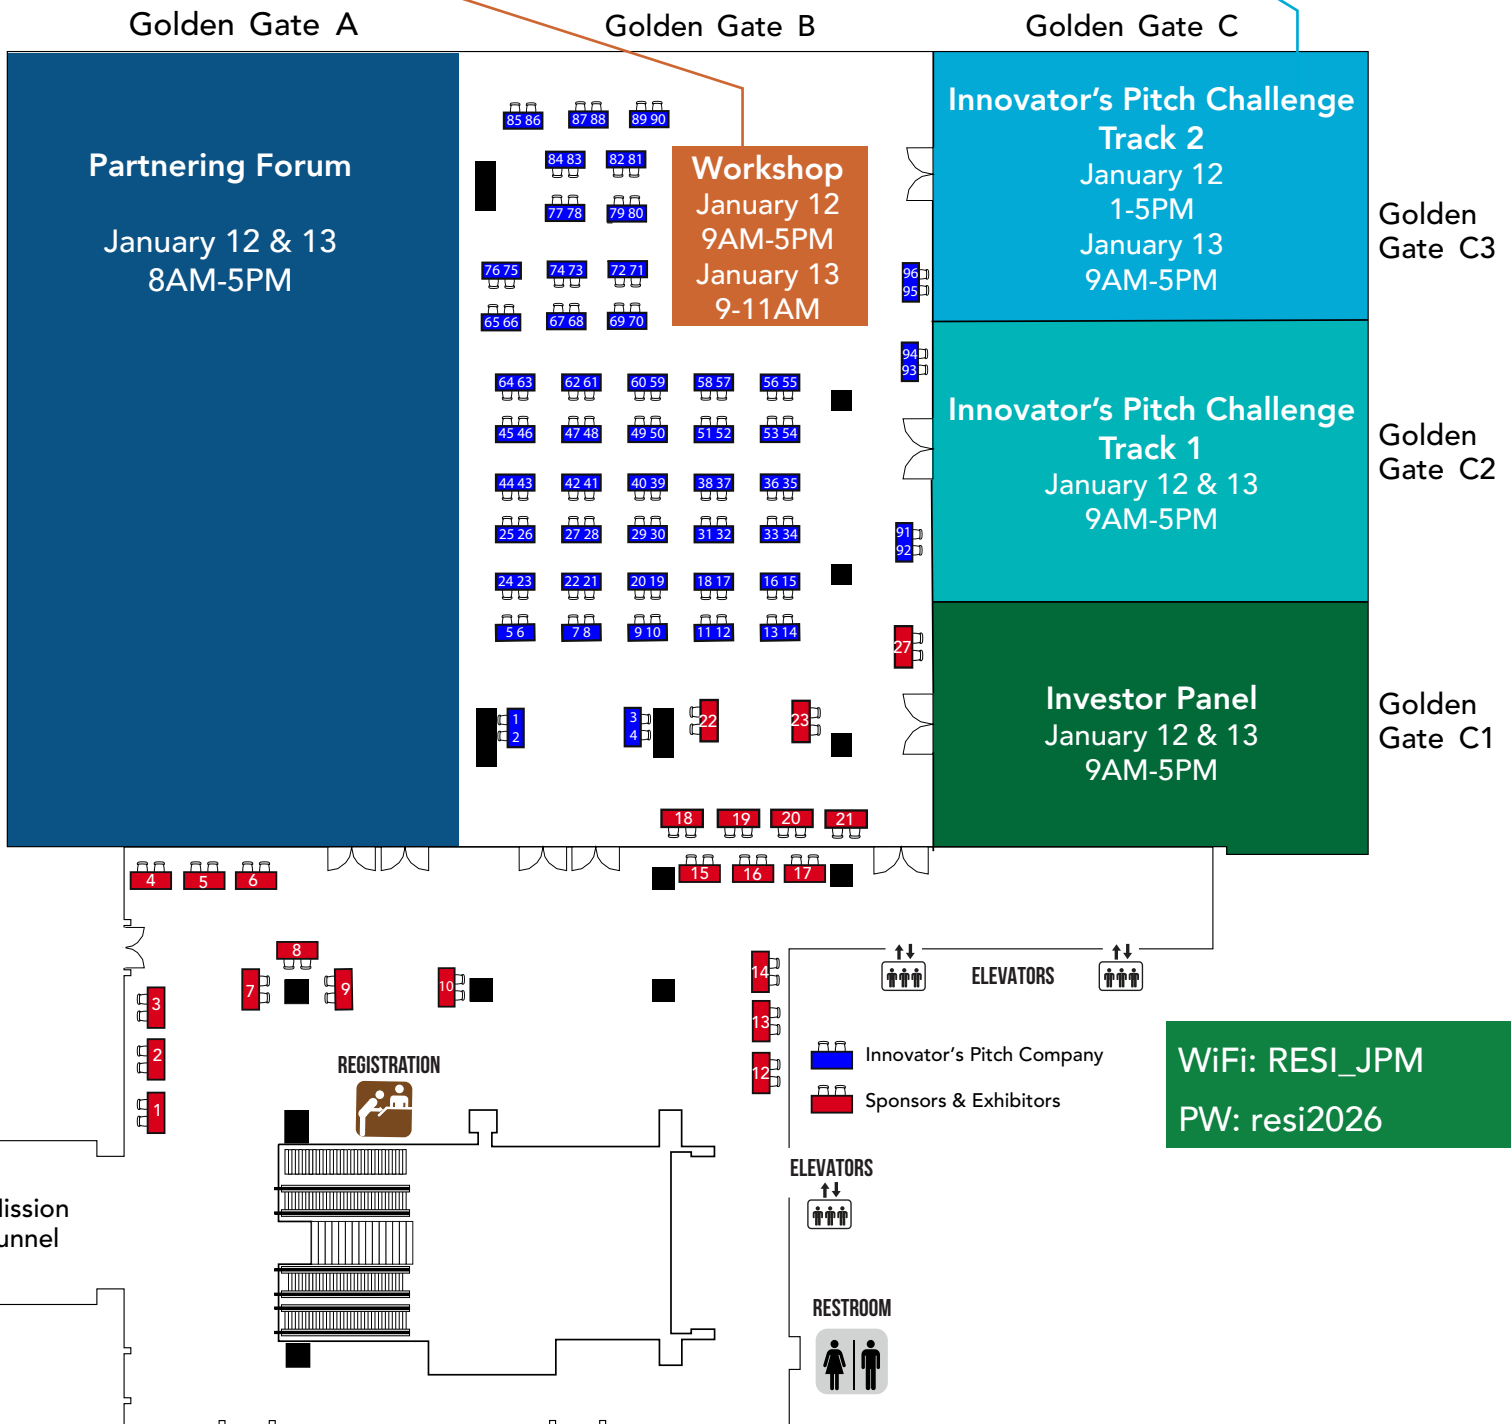 Golden Gate A
Golden Gate B
Golden Gate C
Partnering Forum
January 12 & 13
8AM-5PM
85 86
87 88
89 90
84 83
82 81
77 78
79 80
76 75
74 73
72 71
65 66
67 68
69 70
Workshop
January 12
9AM-5PM
January 13
9-11AM
Innovator's Pitch Challenge
Track 2
January 12
1-5PM
January 13
9AM-5PM
Golden
Gate C3
96
95
94
93
Innovator's Pitch Challenge
Track 1
January 12 & 13
9AM-5PM
Golden
Gate C2
64 63
62 61
60 59
58 57
56 55
45 46
47 48
49 50
51 52
53 54
44 43
42 41
40 39
38 37
36 35
25 26
27 28
29 30
31 32
33 34
91
92
24 23
22 21
20 19
18 17
16 15
5 6
7 8
9 10
11 12
13 14
27
Investor Panel
January 12 & 13
9AM-5PM
Golden
Gate C1
1
2
3
4
22
23
18
19
20
21
4
5
6
15
16
17
8
7
9
10
14
13
12
3
2
1
ELEVATORS
REGISTRATION
Innovator's Pitch Company
Sponsors & Exhibitors
WiFi: RESI_JPM
PW: resi2026
ELEVATORS
lission
unnel
RESTROOM